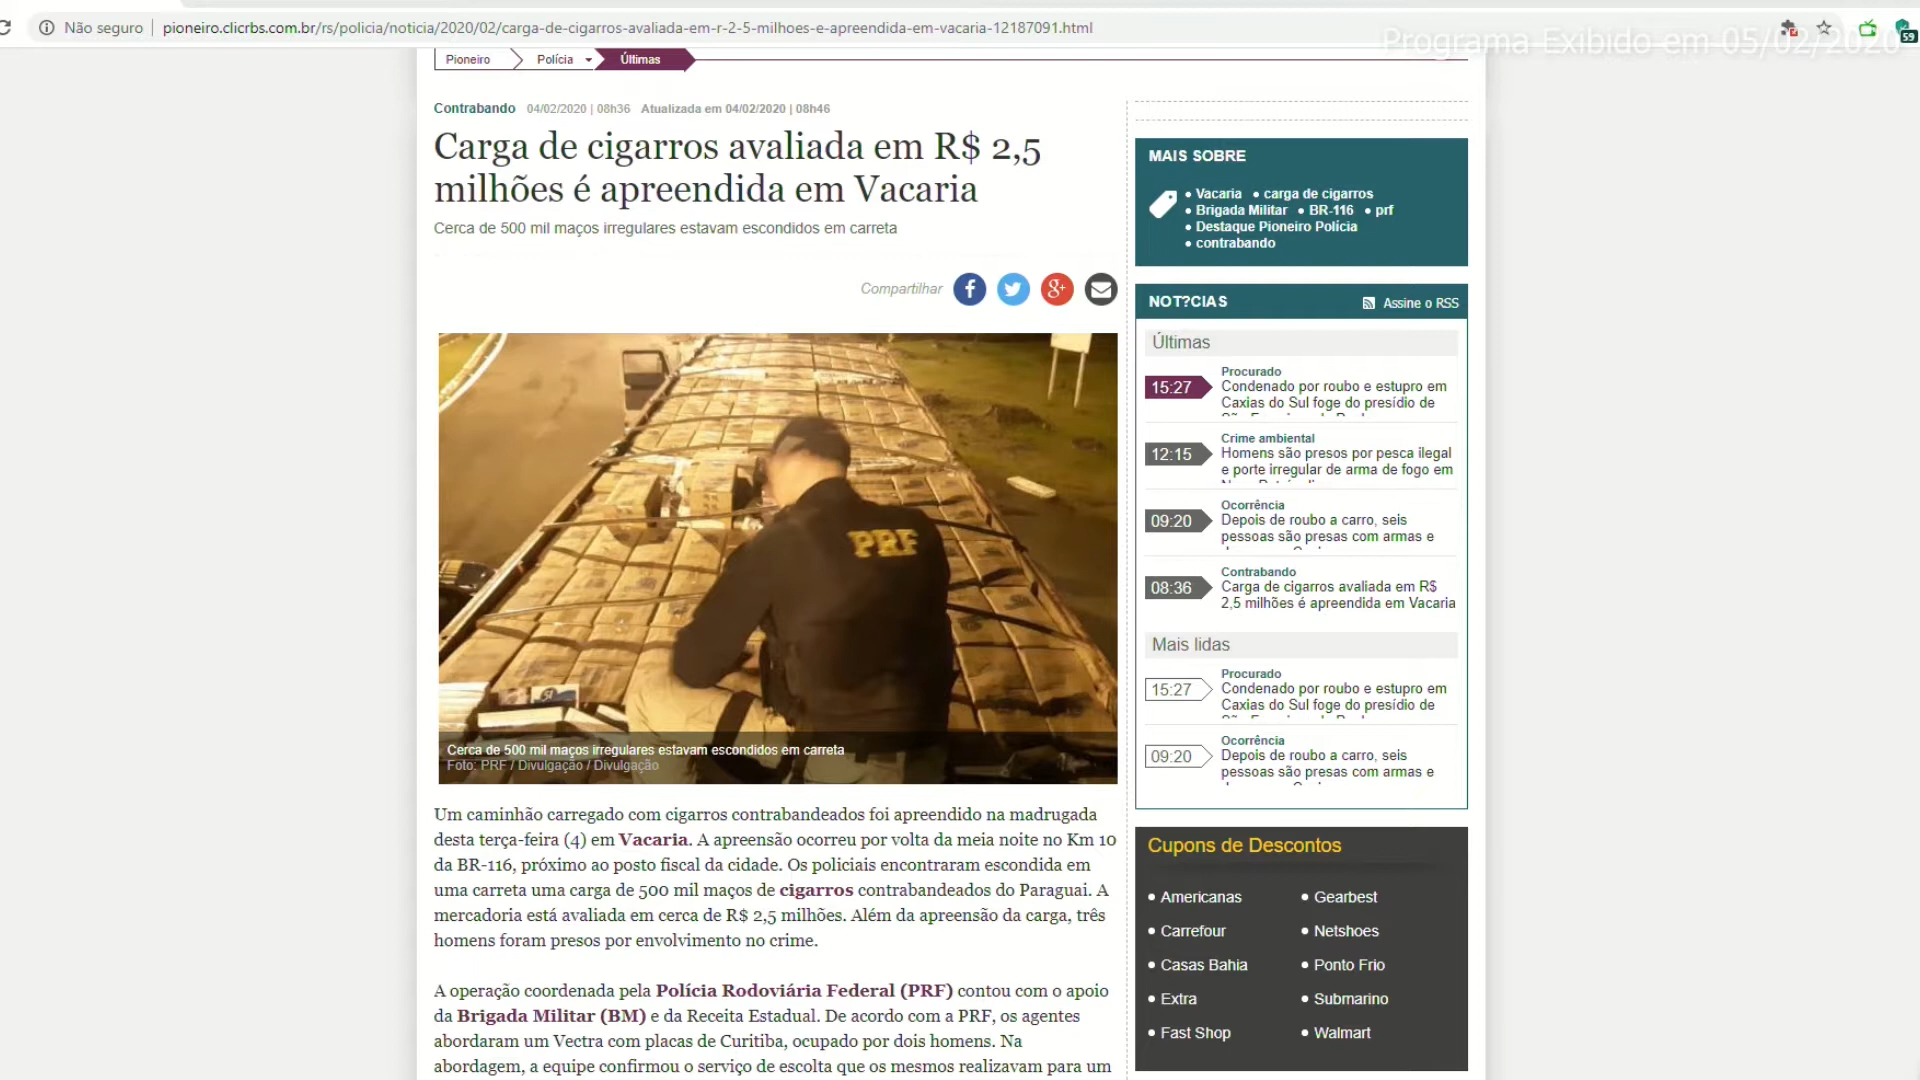 Não seguro
pioneiro.clicrbs.com.br/rs/policia/noticia/2020/02/carga-de-cigarros-avaliada-em-r-2-5-milhoes-e-apreendida-em-vacaria-12187091.html
59
Programa Exibido em 05/02/2020
Pioneiro
Polícia
Últimas
Contrabando 04/02/2020 | 08h36 Atualizada em 04/02/2020 | 08h46
Carga de cigarros avaliada em R$ 2,5
milhões é apreendida em Vacaria
Cerca de 500 mil maços irregulares estavam escondidos em carreta
Compartilhar
PRF
Cerca de 500 mil maços irregulares estavam escondidos em carreta
Foto: PRF / Divulgação / Divulgação
Um caminhão carregado com cigarros contrabandeados foi apreendido na madrugada
desta terça-feira (4) em Vacaria. A apreensão ocorreu por volta da meia noite no Km 10
da BR-116, próximo ao posto fiscal da cidade. Os policiais encontraram escondida em
uma carreta uma carga de 500 mil maços de cigarros contrabandeados do Paraguai. A
mercadoria está avaliada em cerca de R$ 2,5 milhões. Além da apreensão da carga, três
homens foram presos por envolvimento no crime.
A operação coordenada pela Polícia Rodoviária Federal (PRF) contou com o apoio
da Brigada Militar (BM) e da Receita Estadual. De acordo com a PRF, os agentes
abordaram um Vectra com placas de Curitiba, ocupado por dois homens. Na
abordagem, a equipe confirmou o serviço de escolta que os mesmos realizavam para um
MAIS SOBRE
• Vacaria • carga de cigarros
• Brigada Militar • BR-116 • prf
• Destaque Pioneiro Polícia
• contrabando
NOT?CIAS
Assine o RSS
Últimas
15:27
Procurado
Condenado por roubo e estupro em
Caxias do Sul foge do presídio de
12:15
Crime ambiental
Homens são presos por pesca ilegal
e porte irregular de arma de fogo em
09:20
Ocorrência
Depois de roubo a carro, seis
pessoas são presas com armas e
08:36
Contrabando
Carga de cigarros avaliada em R$
2,5 milhões é apreendida em Vacaria
Mais lidas
15:27
Procurado
Condenado por roubo e estupro em
Caxias do Sul foge do presídio de
09:20
Ocorrência
Depois de roubo a carro, seis
pessoas são presas com armas e
Cupons de Descontos
• Americanas
• Gearbest
• Carrefour
• Netshoes
• Casas Bahia
• Ponto Frio
• Extra
• Submarino
• Fast Shop
• Walmart